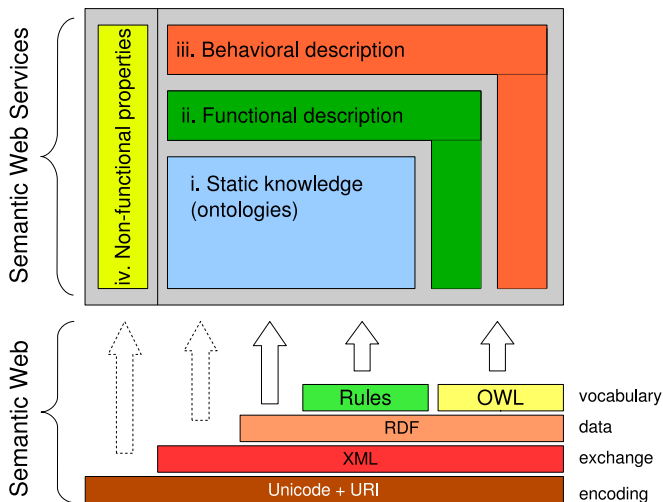 Semantic Web Services
iv. Non-functional properties
iii. Behavioral description
ii. Functional description
i. Static knowledge
(ontologies)
Semantic Web
Rules
OWL
vocabulary
RDF
data
XML
exchange
Unicode + URI
encoding